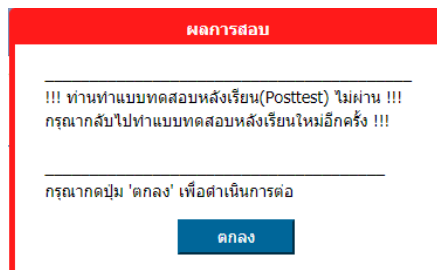 ผลการสอบ
!!! ท่านทำแบบทดสอบหลังเรียน(Posttest) ไม่ผ่าน !!!
กรุณากลับไปทำแบบทดสอบหลังเรียนใหม่อีกครั้ง !!!
กรุณากดปุ่ม 'ตกลง' เพื่อดำเนินการต่อ
ตกลง